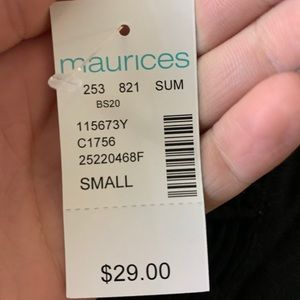 maurices
253 821 SUM
BS20
115673Y
C1756
25220468F
SMALL
$29.00